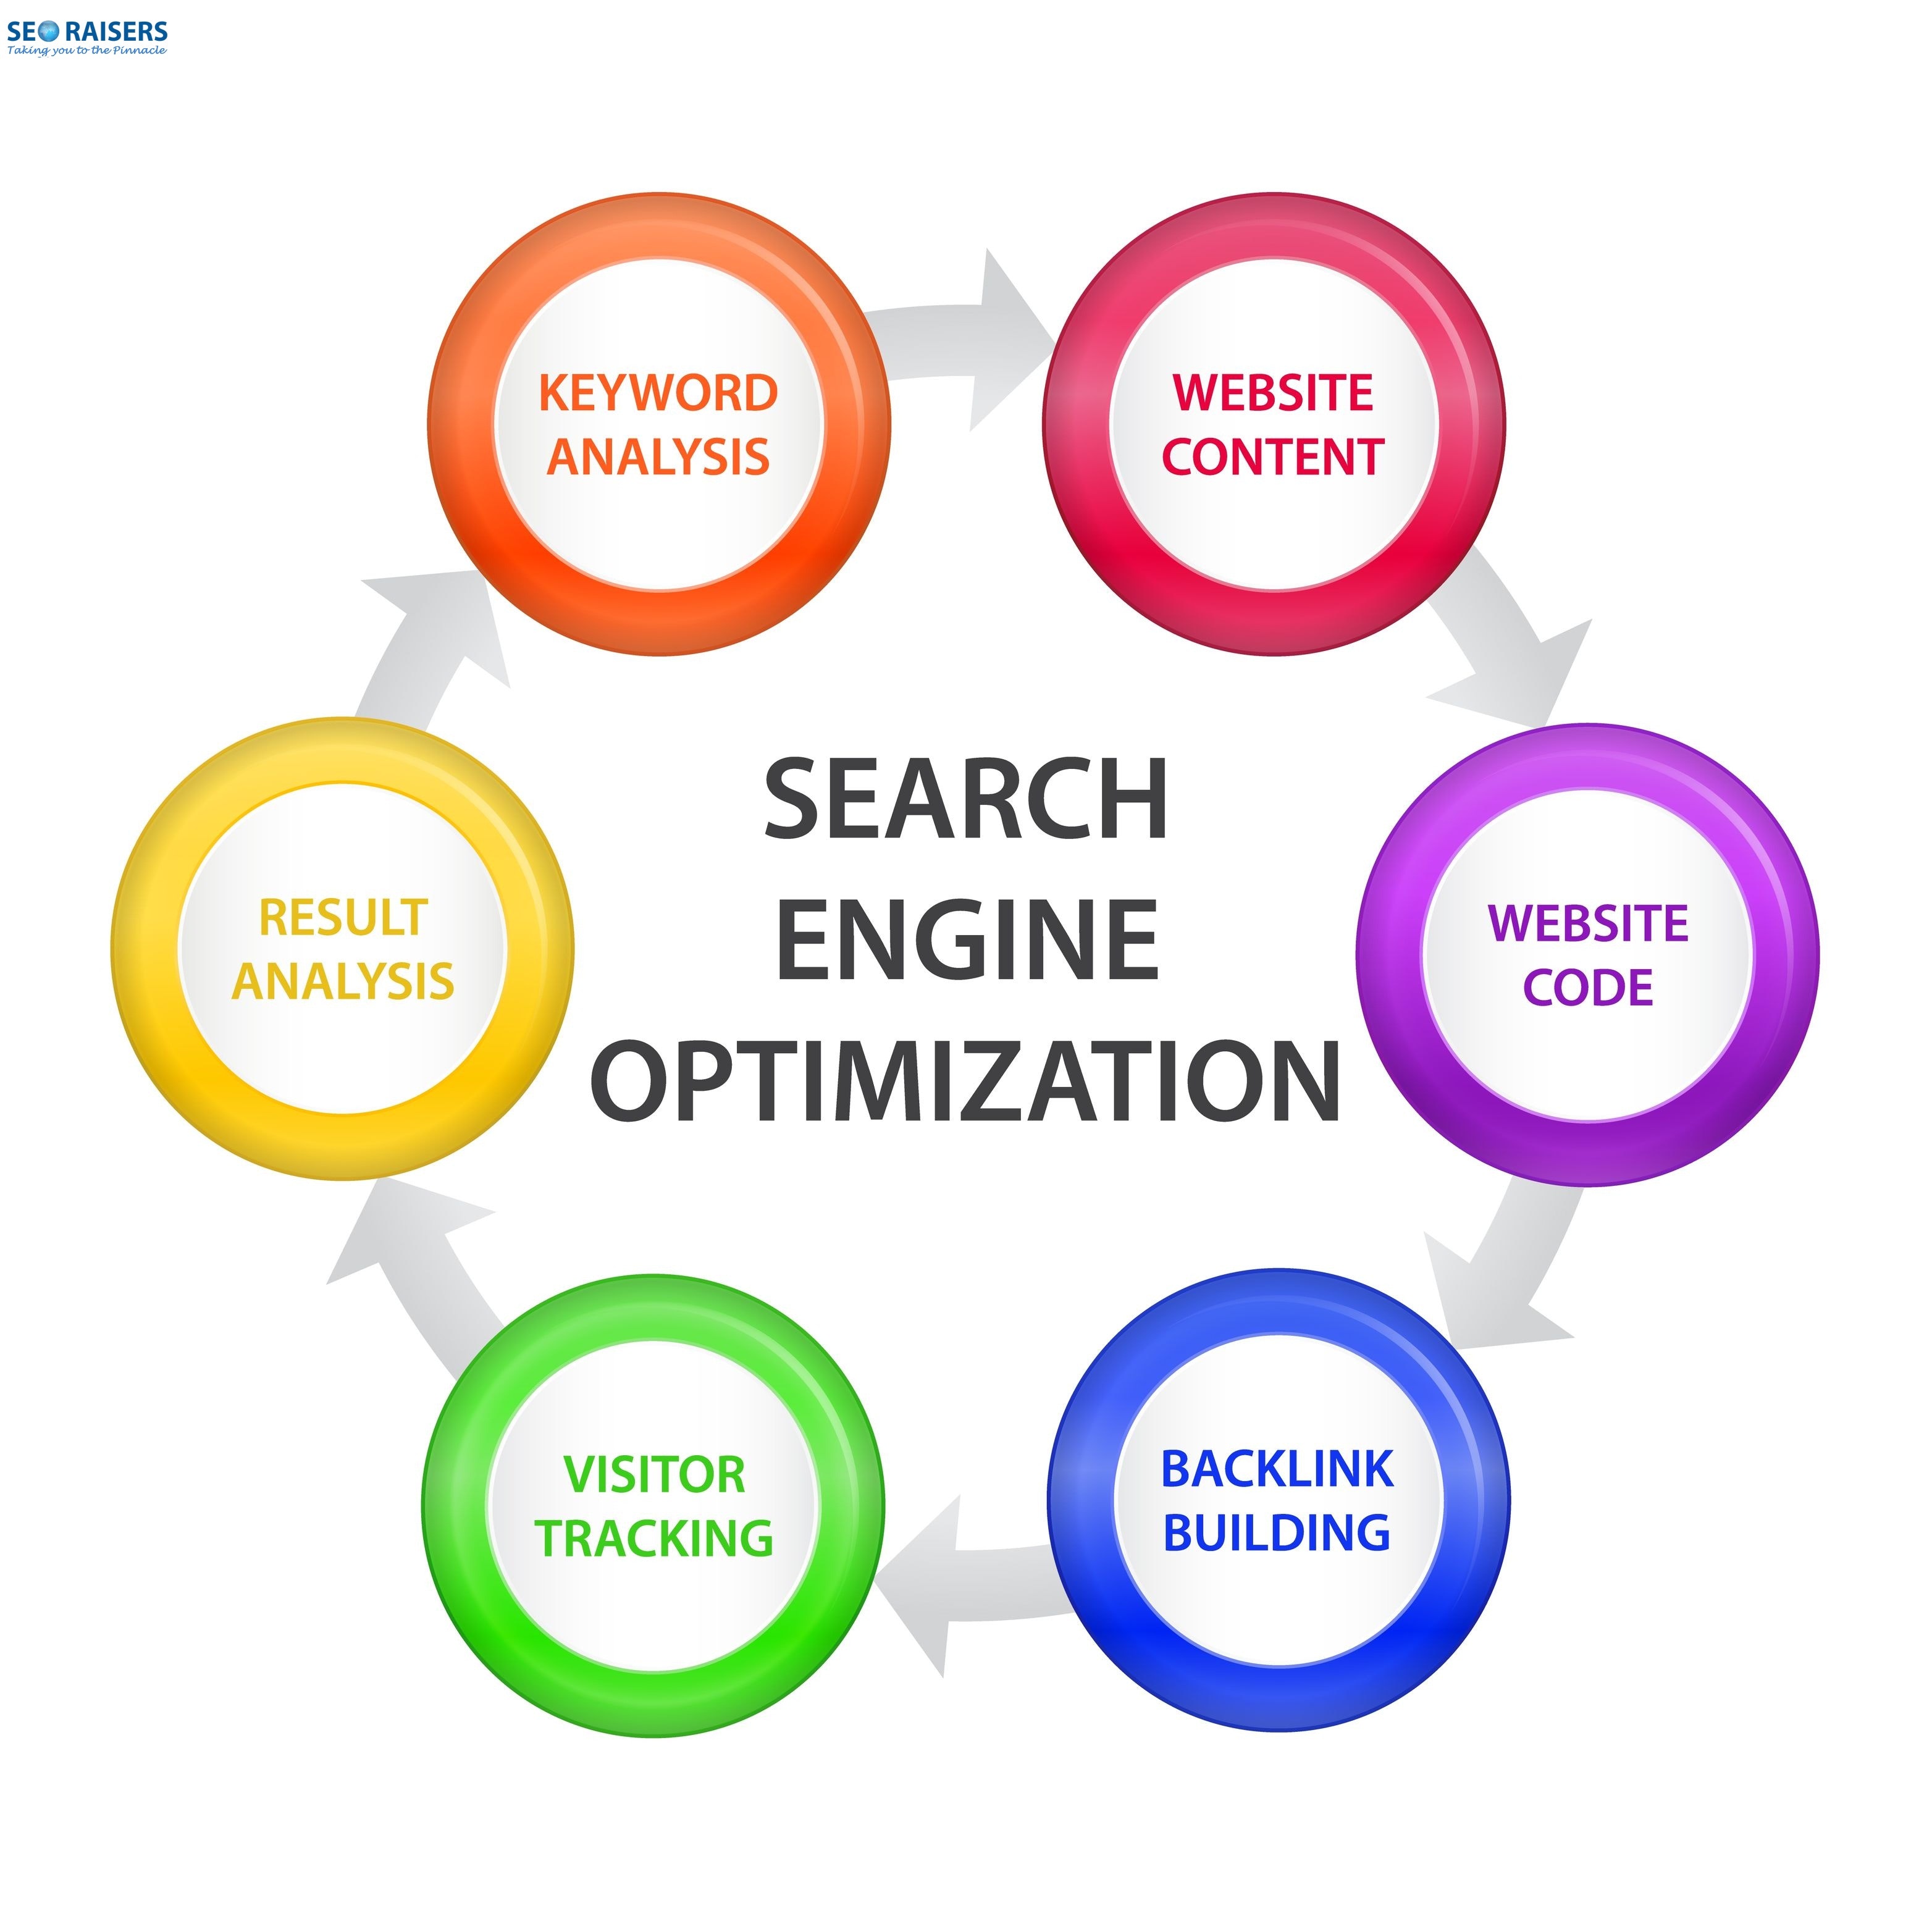 SEO RAISERS
Taking you to the Pinnacle
KEYWORD
ANALYSIS
WEBSITE
CONTENT
RESULT
ANALYSIS
SEARCH
ENGINE
OPTIMIZATION
WEBSITE
CODE
VISITOR
TRACKING
BACKLINK
BUILDING